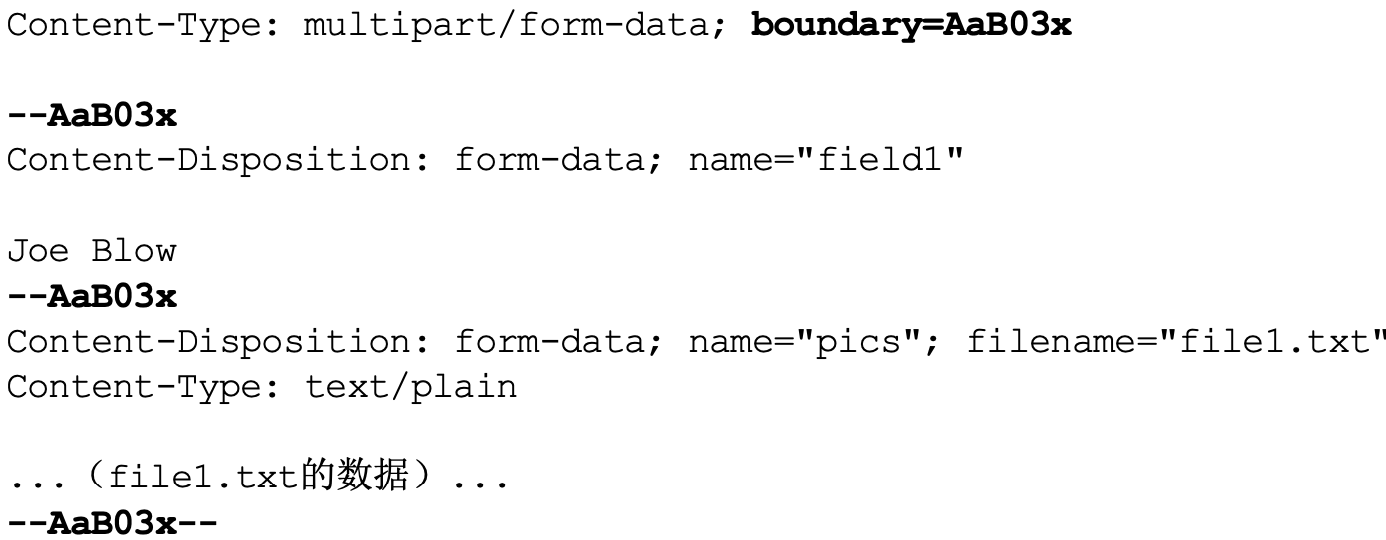 Content-Type: multipart/form-data; boundary=AaB03x
--AaB03x
Content-Disposition: form-data; name="field1"
Joe Blow
--AaB03x
Content-Disposition: form-data; name="pics"; filename="file1.txt"
Content-Type: text/plain
...（file1.txt的数据）...
--AaB03x--